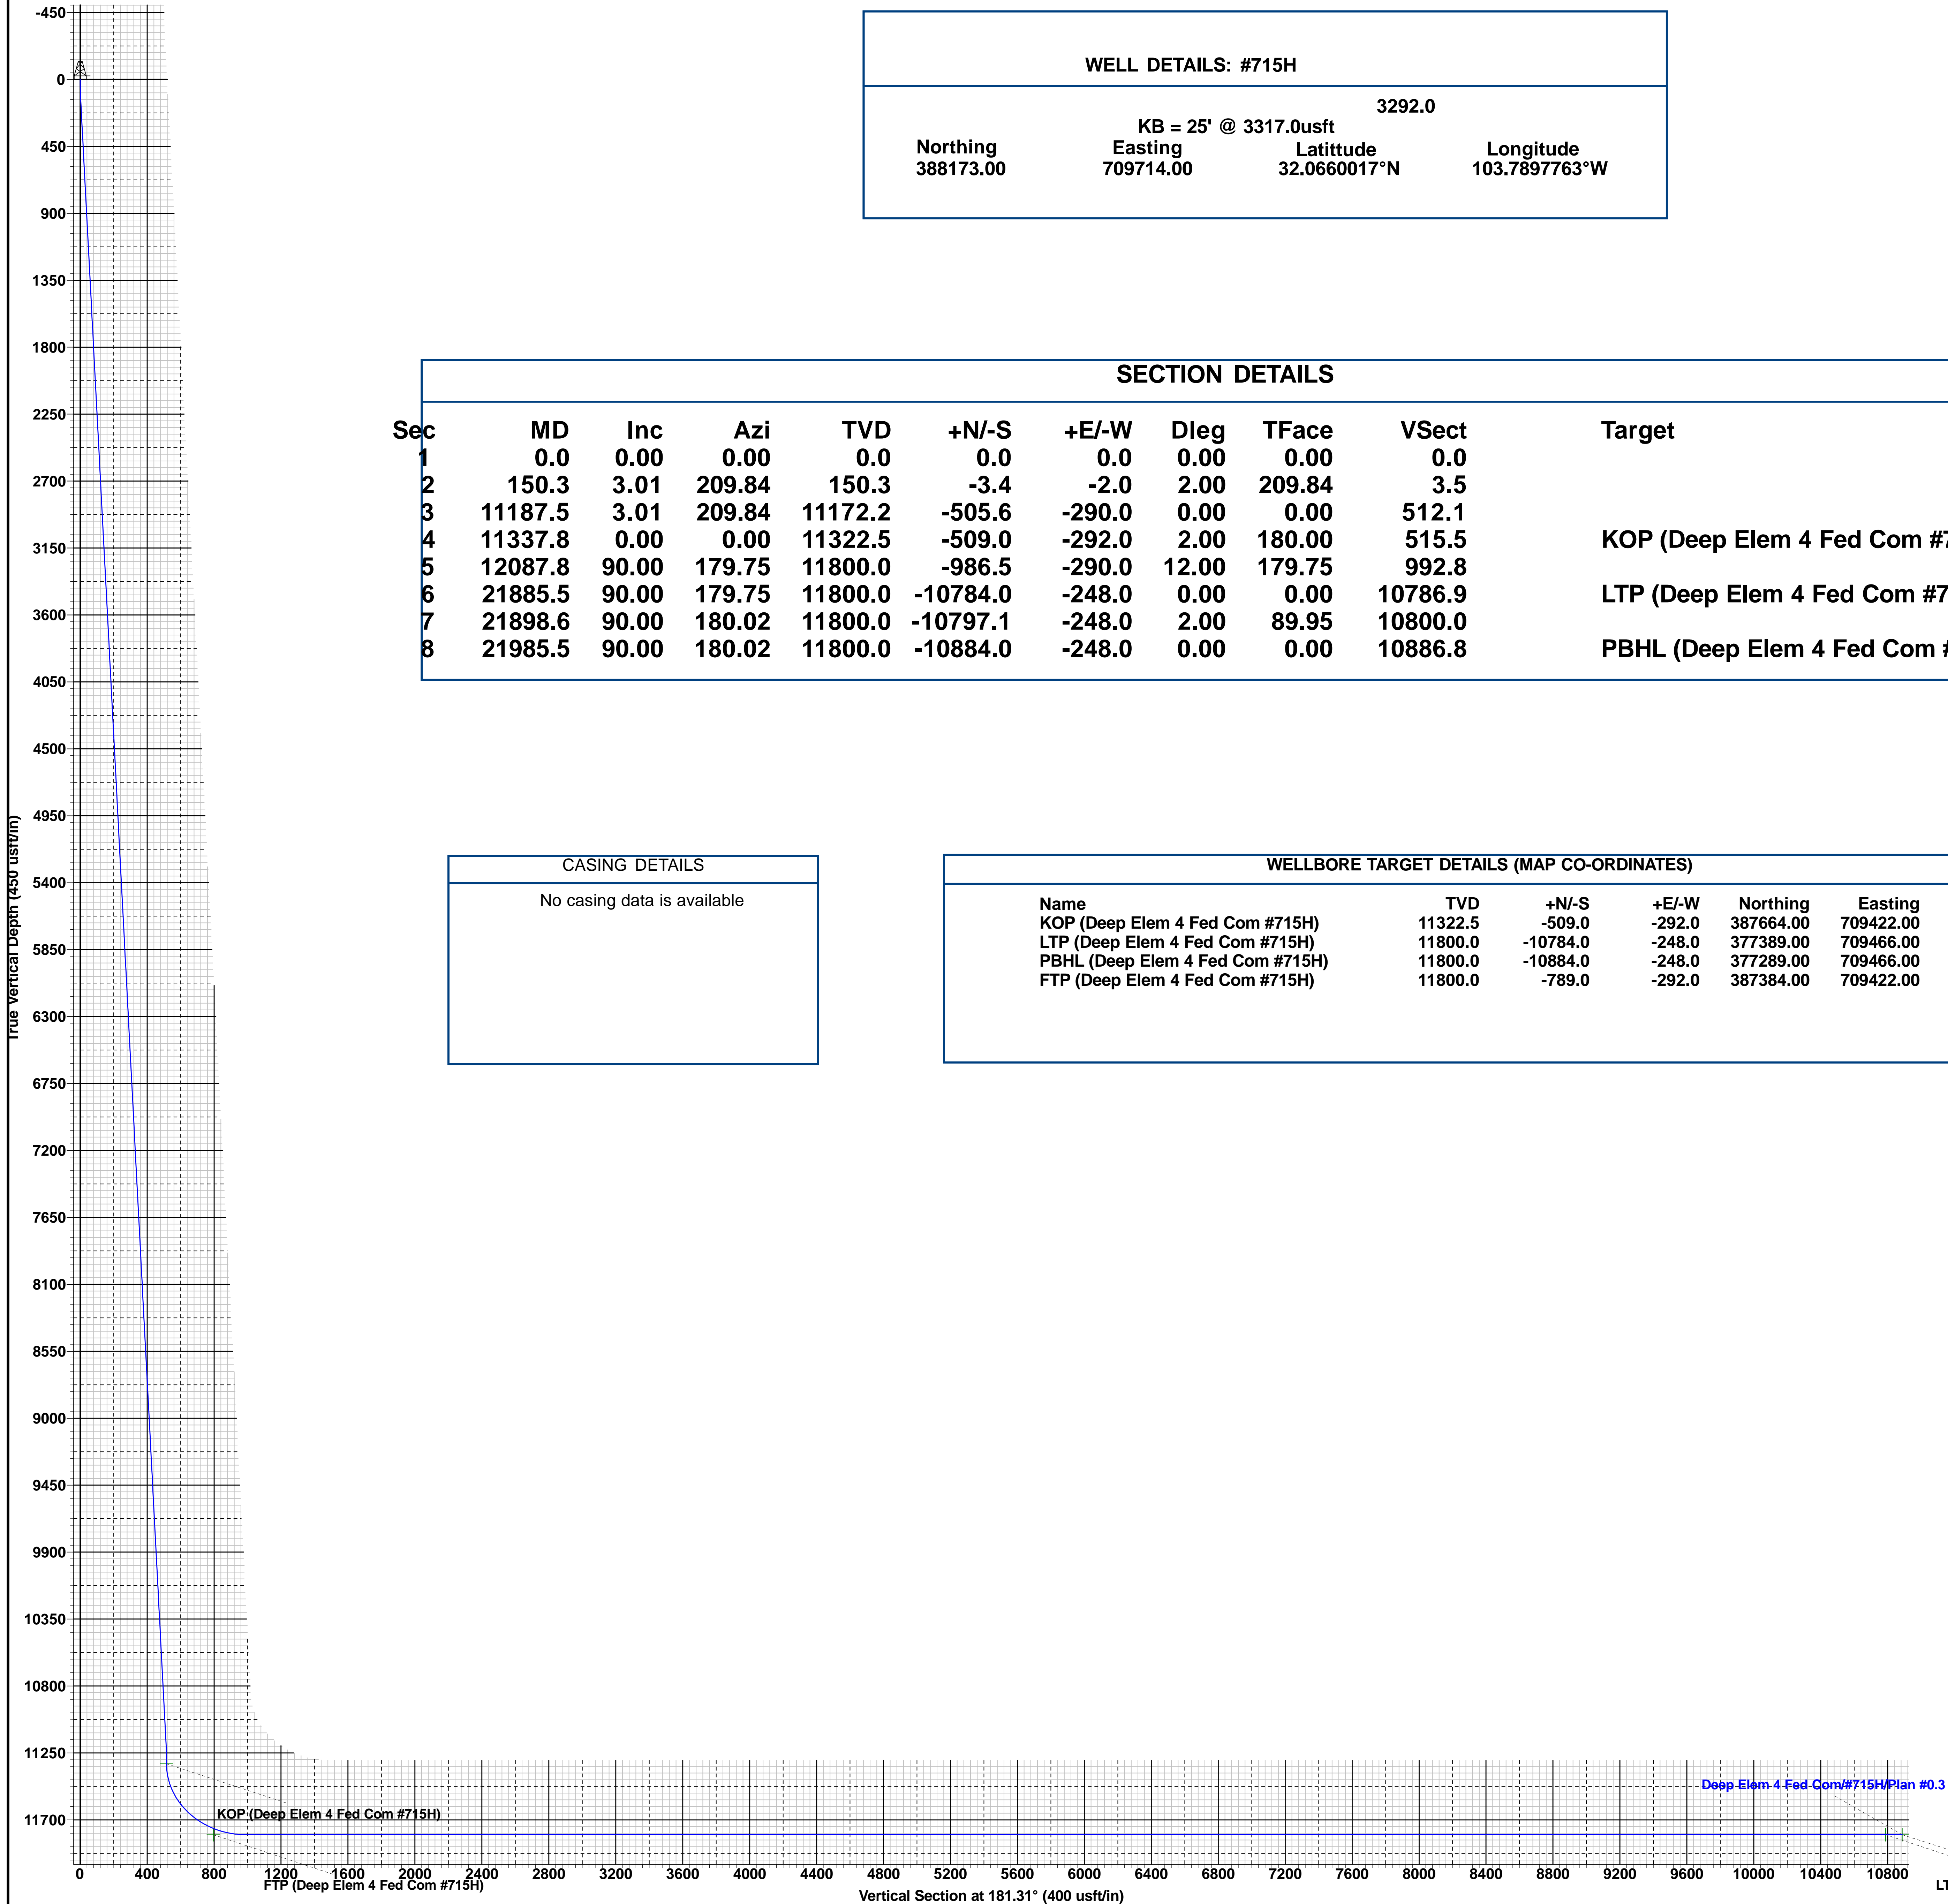 WELL DETAILS: #715H
3292.0
KB = 25' @ 3317.0usft
Northing Easting Latittude Longitude
388173.00 709714.00 32.0660017°N 103.7897763°W
SECTION DETAILS
Sec MD Inc Azi TVD +N/-S +E/-W Dleg TFace VSect Target
1 0.0 0.00 0.00 0.0 0.0 0.0 0.00 0.00 0.0
2 150.3 3.01 209.84 150.3 -3.4 -2.0 2.00 209.84 3.5
3 11187.5 3.01 209.84 11172.2 -505.6 -290.0 0.00 0.00 512.1
4 11337.8 0.00 0.00 11322.5 -509.0 -292.0 2.00 180.00 515.5 KOP (Deep Elem 4 Fed Com
5 12087.8 90.00 179.75 11800.0 -986.5 -290.0 12.00 179.75 992.8
6 21885.5 90.00 179.75 11800.0 -10784.0 -248.0 0.00 0.00 10786.9 LTP (Deep Elem 4 Fed Com
7 21898.6 90.00 180.02 11800.0 -10797.1 -248.0 2.00 89.95 10800.0
8 21985.5 90.00 180.02 11800.0 -10884.0 -248.0 0.00 0.00 10886.8 PBHL (Deep Elem 4 Fed Com
CASING DETAILS
No casing data is available
WELLBORE TARGET DETAILS (MAP CO-ORDINATES)
Name TVD +N/-S +E/-W Northing Easting
KOP (Deep Elem 4 Fed Com #715H) 11322.5 -509.0 -292.0 387664.00 709422.00
LTP (Deep Elem 4 Fed Com #715H) 11800.0 -10784.0 -248.0 377389.00 709466.00
PBHL (Deep Elem 4 Fed Com #715H) 11800.0 -10884.0 -248.0 377289.00 709466.00
FTP (Deep Elem 4 Fed Com #715H) 11800.0 -789.0 -292.0 387384.00 709422.00
True Vertical Depth (450 usft/in)
-450
0
450
900
1350
1800
2250
2700
3150
3600
4050
4500
4950
5400
5850
6300
6750
7200
7650
8100
8550
9000
9450
9900
10350
10800
11250
11700
Deep Elem 4 Fed Com/#715H/Plan #0.3
KOP (Deep Elem 4 Fed Com #715H)
0 400 800 1200 1600 2000 2400 2800 3200 3600 4000 4400 4800 5200 5600 6000 6400 6800 7200 7600 8000 8400 8800 9200 9600 10000 10400 10800
FTP (Deep Elem 4 Fed Com #715H)
Vertical Section at 181.31° (400 usft/in)